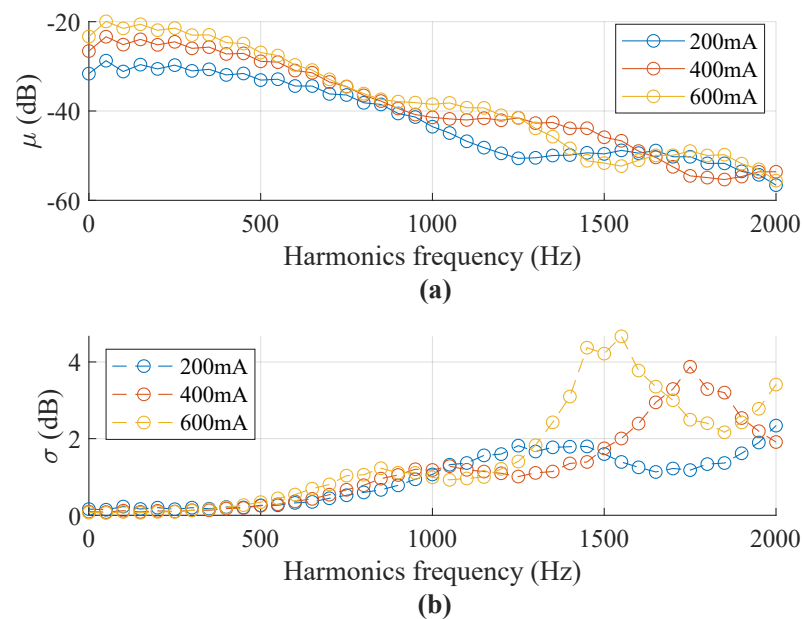 -20
-40
-60
μ (dB)
200mA
400mA
600mA
0
500
1000
1500
2000
Harmonics frequency (Hz)
(a)
4
2
0
σ (dB)
200mA
400mA
600mA
0
500
1000
1500
2000
Harmonics frequency (Hz)
(b)